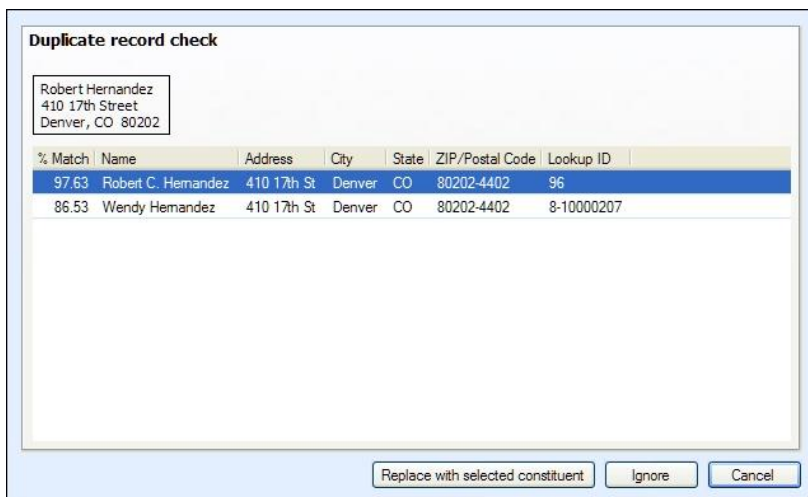 Duplicate record check
Robert Hernandez
410 17th Street
Denver, CO 80202
% Match Name Address City State ZIP/Postal Code Lookup ID
97.63 Robert C. Hernandez 410 17th St Denver CO 80202-4402 96
86.53 Wendy Hernandez 410 17th St Denver CO 80202-4402 8-10000207
Replace with selected constituent Ignore Cancel